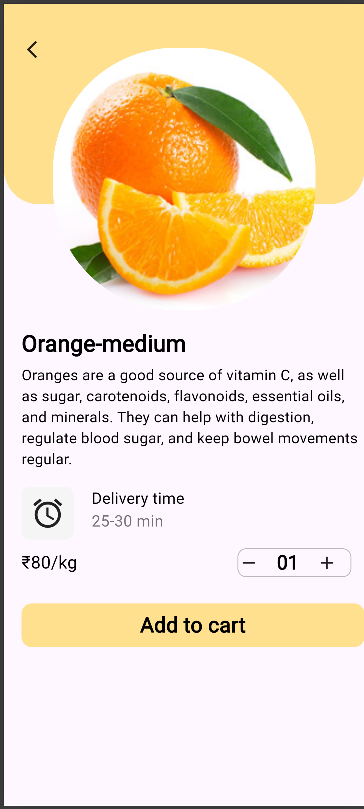 Orange-medium
Oranges are a good source of vitamin C, as well
as sugar, carotenoids, flavonoids, essential oils,
and minerals. They can help with digestion,
regulate blood sugar, and keep bowel movements
regular.
Delivery time
25-30 min
₹80/kg
— 01 +
Add to cart